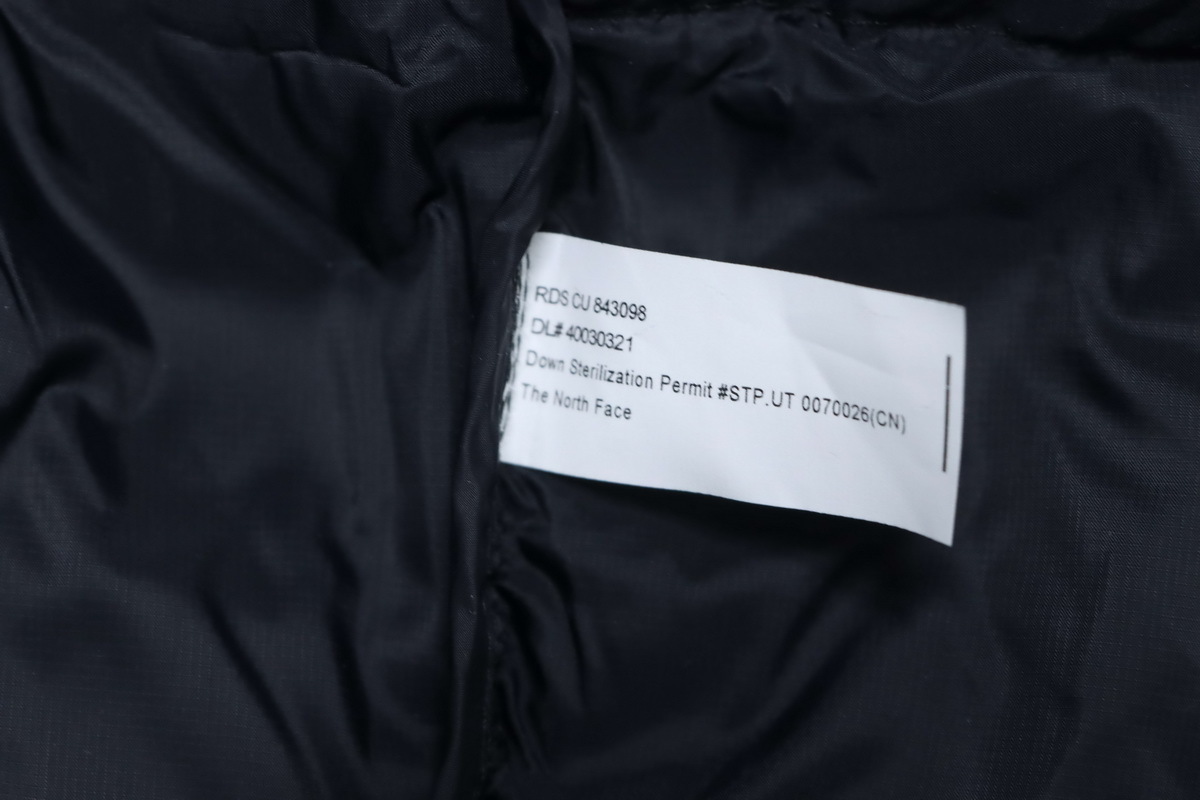 RDS CU 843098
DL# 40030321
Down Sterilization Permit #STP.UT 0070026(CN)
The North Face